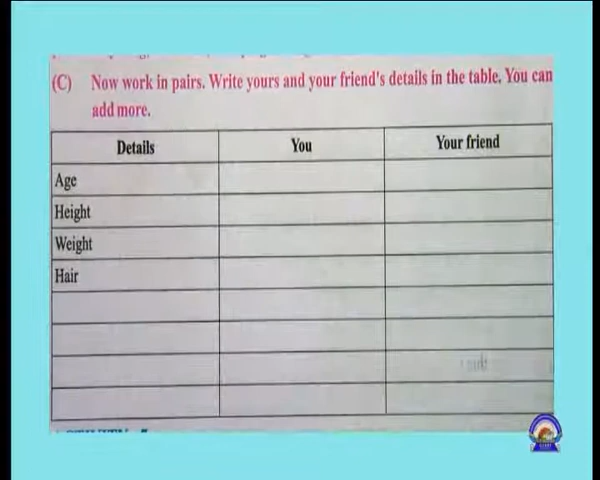 (C) Now work in pairs. Write yours and your friend's details in the table. You can
add more.
Details You Your friend
Age
Height
Weight
Hair